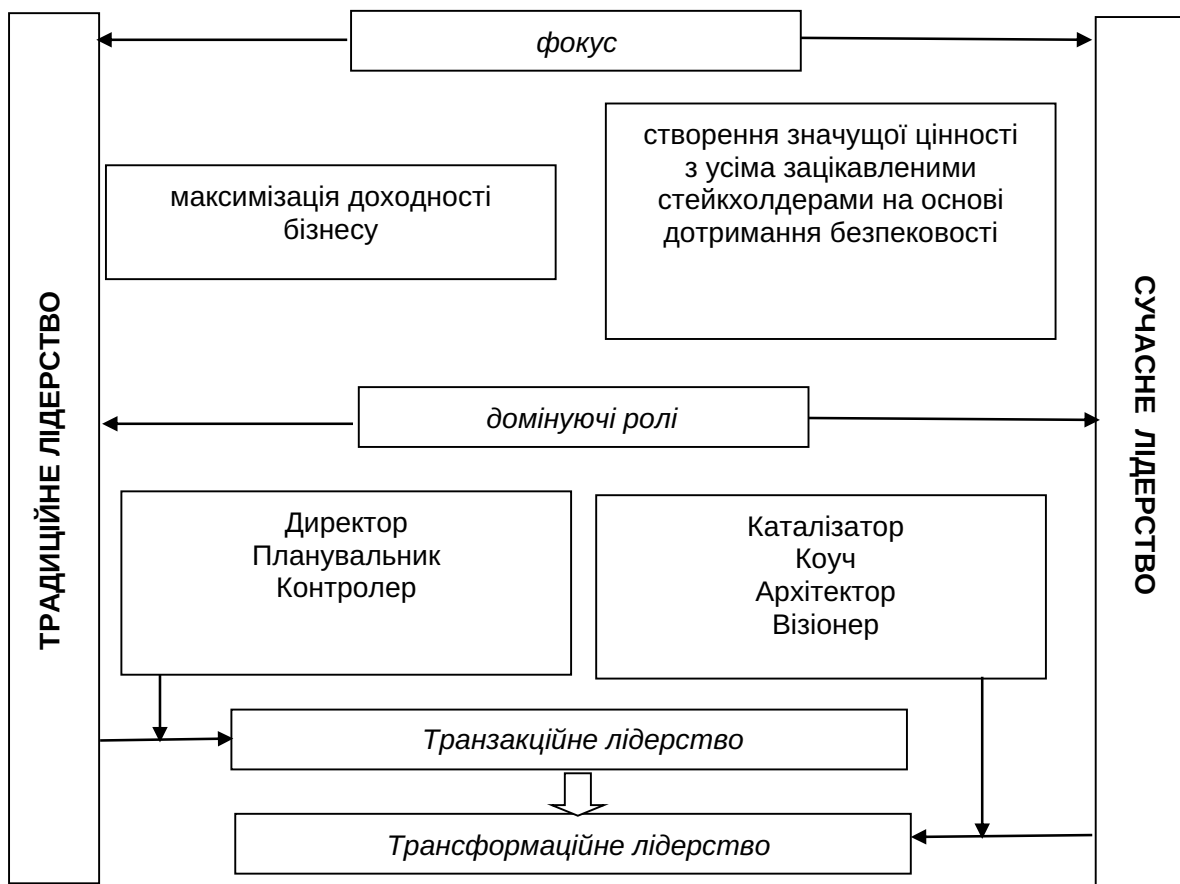 фокус
створення значущої цінності
з усіма зацікавленими
стейкхолдерами на основі
дотримання безпековості
максимізація доходності
бізнесу
ТРАДИЦІЙНЕ ЛІДЕРСТВО
СУЧАСНЕ ЛІДЕРСТВО
домінуючі ролі
Директор
Планувальник
Контролер
Каталізатор
Коуч
Архітектор
Візіонер
Транзакційне лідерство
Трансформаційне лідерство